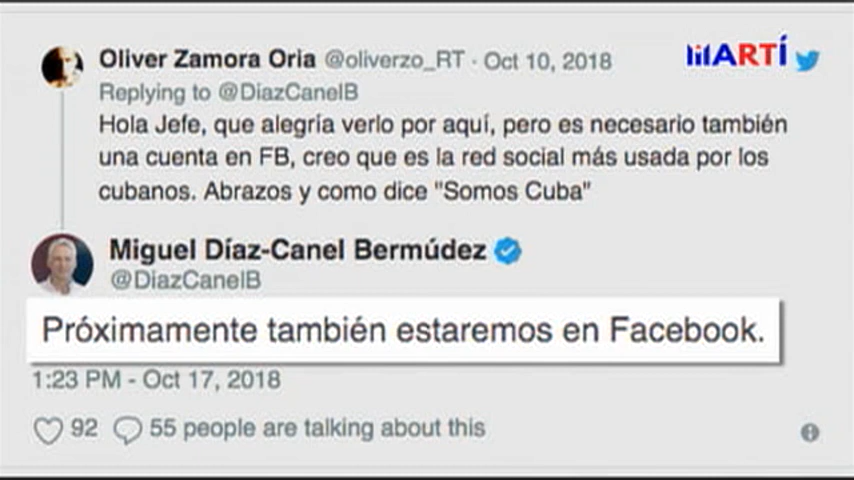 Oliver Zamora Oria @oliverzo_RT · Oct 10, 2018
MARTÍ
Replying to @DiazCanelB
Hola Jefe, que alegría verlo por aquí, pero es necesario también
una cuenta en FB, creo que es la red social más usada por los
cubanos. Abrazos y como dice "Somos Cuba"
Miguel Díaz-Canel Bermúdez
@DiazCanelB
Próximamente también estaremos en Facebook.
1:23 PM - Oct 17, 2018
92 55 people are talking about this